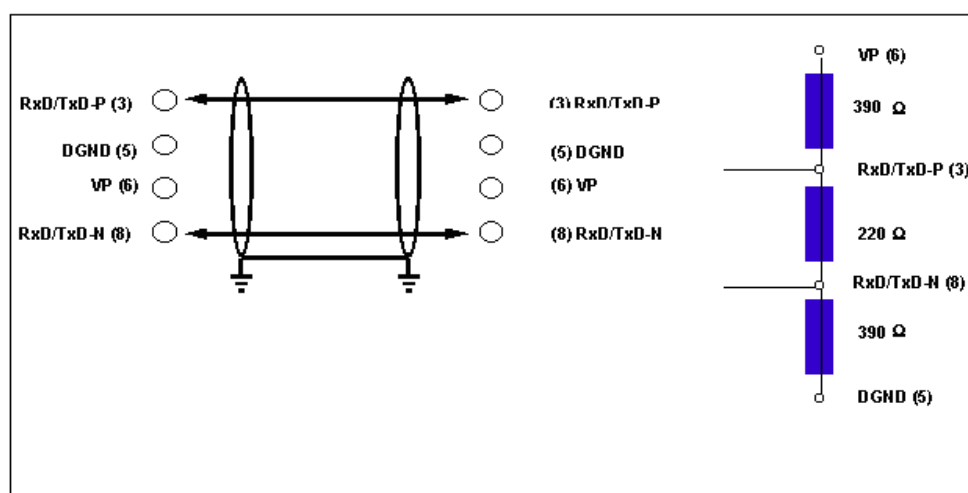 RxD/TxD-P (3)
DGND (5)
VP (6)
RxD/TxD-N (8)
(3) RxD/TxD-P
(5) DGND
(6) VP
(8) RxD/TxD-N
VP (6)
390 Ω
RxD/TxD-P (3)
220 Ω
RxD/TxD-N (8)
390 Ω
DGND (5)